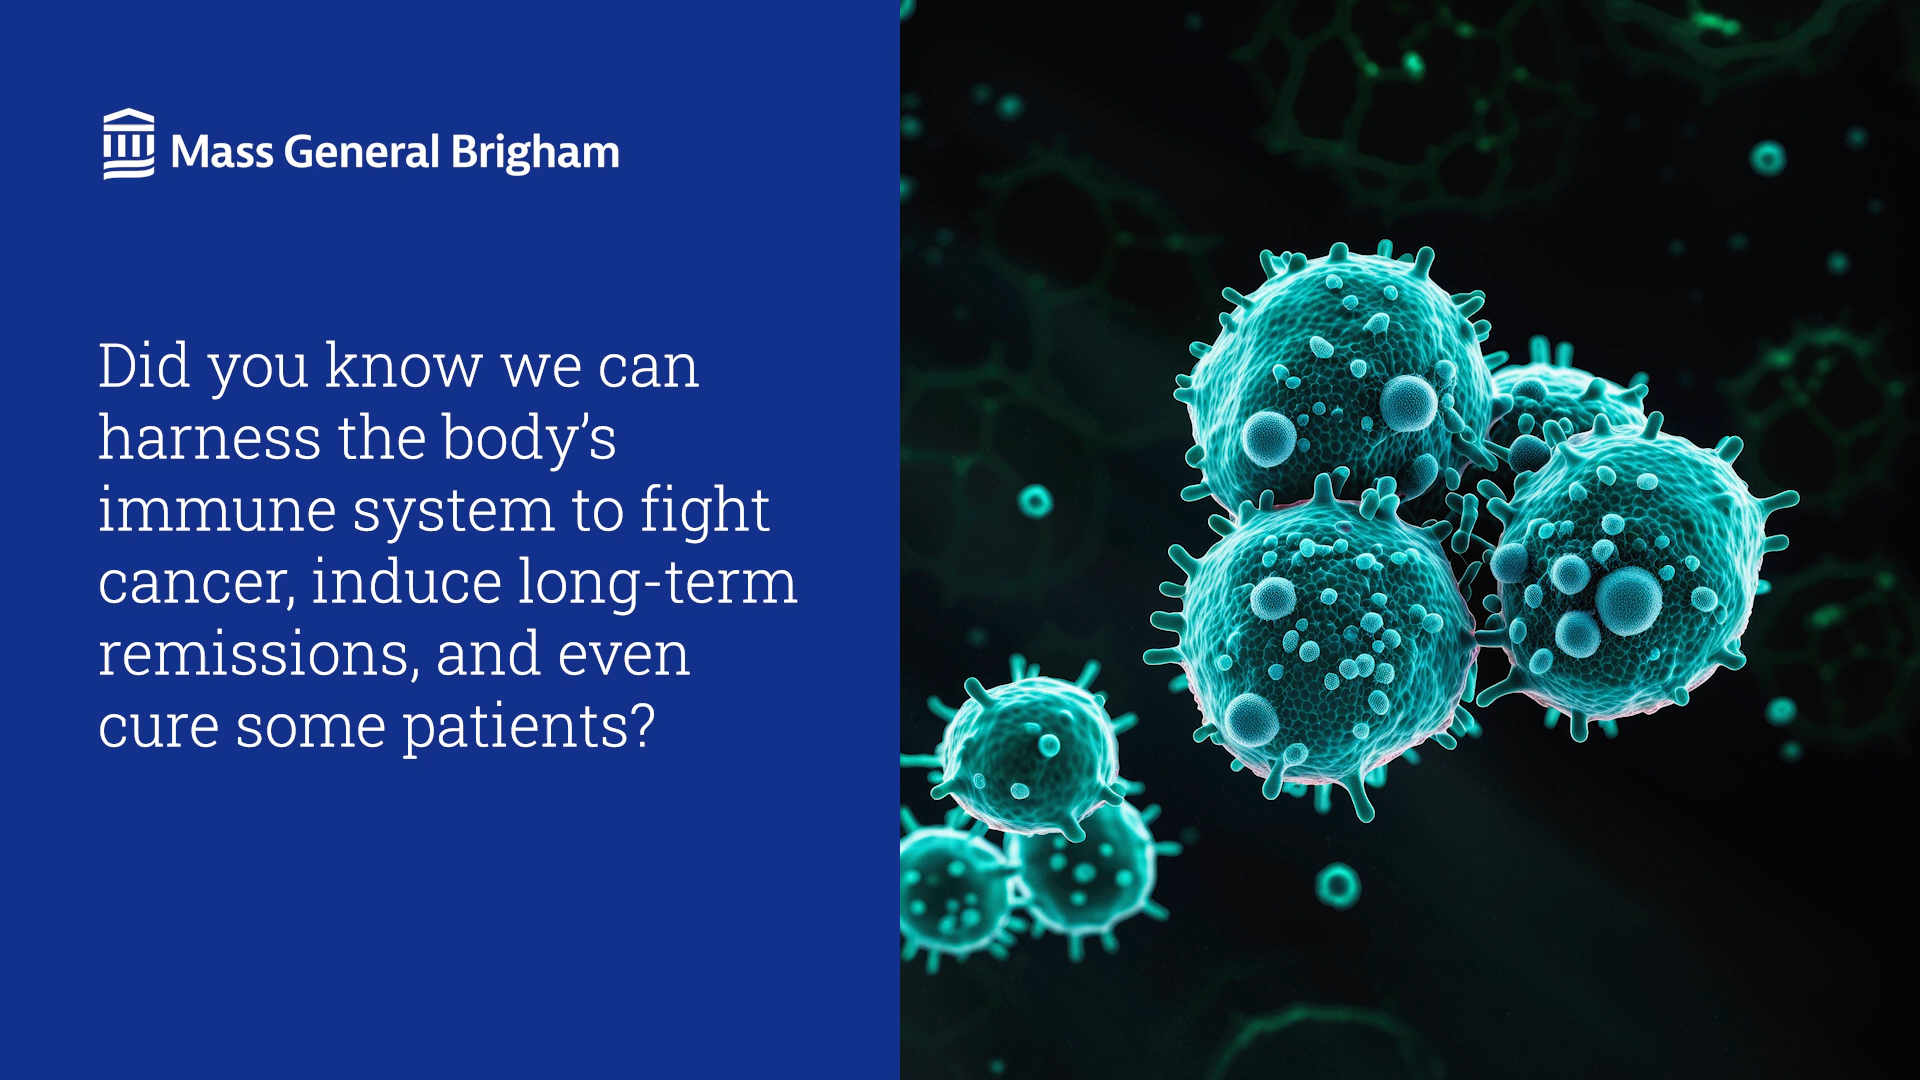 Mass General Brigham
Did you know we can
harness the body’s
immune system to fight
cancer, induce long-term
remissions, and even
cure some patients?